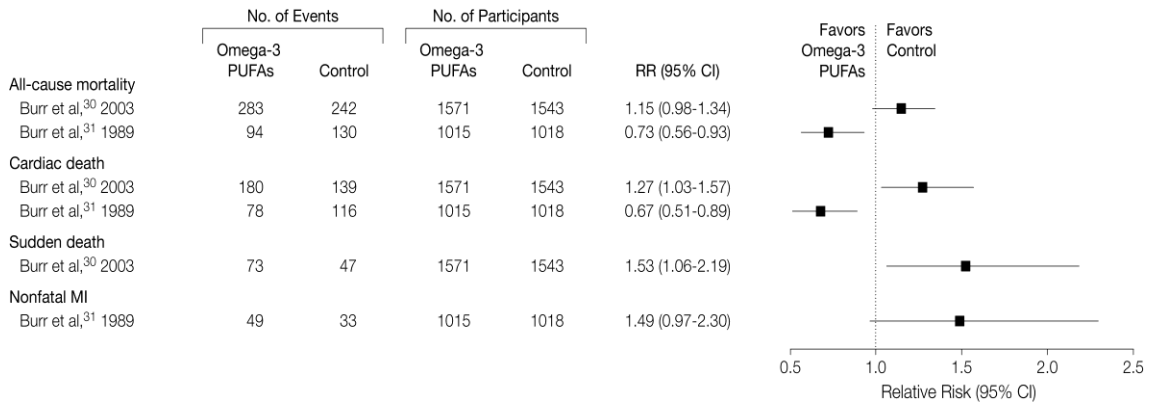 No. of Events No. of Participants
Favors Favors
Omega-3 Omega-3 Omega-3 Control
PUFAs Control PUFAs Control RR (95% CI) PUFAs
All-cause mortality
Burr et al,30 2003 283 242 1571 1543 1.15 (0.98-1.34)
Burr et al,31 1989 94 130 1015 1018 0.73 (0.56-0.93)
Cardiac death
Burr et al,30 2003 180 139 1571 1543 1.27 (1.03-1.57)
Burr et al,31 1989 78 116 1015 1018 0.67 (0.51-0.89)
Sudden death
Burr et al,30 2003 73 47 1571 1543 1.53 (1.06-2.19)
Nonfatal MI
Burr et al,31 1989 49 33 1015 1018 1.49 (0.97-2.30)
0.5 1.0 1.5 2.0 2.5
Relative Risk (95% CI)